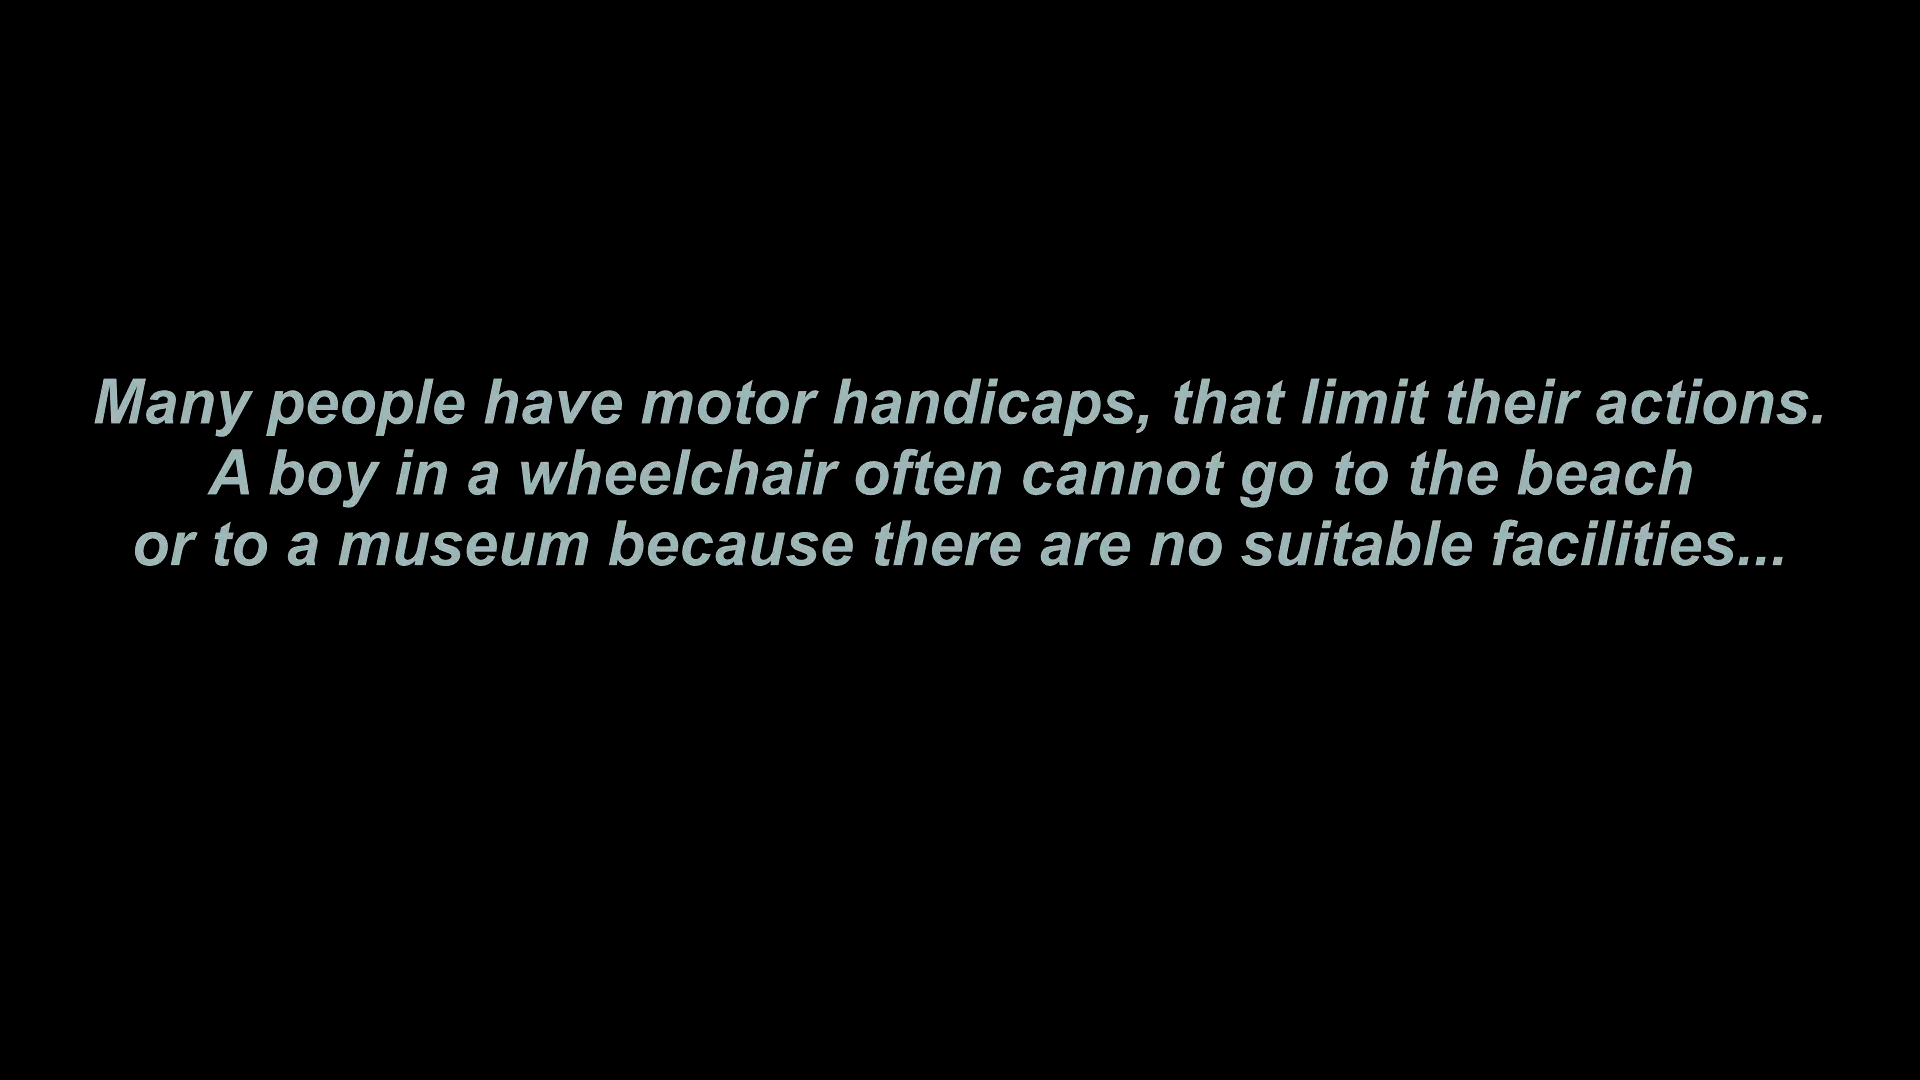 Many people have motor handicaps, that limit their actions.
A boy in a wheelchair often cannot go to the beach
or to a museum because there are no suitable facilities...